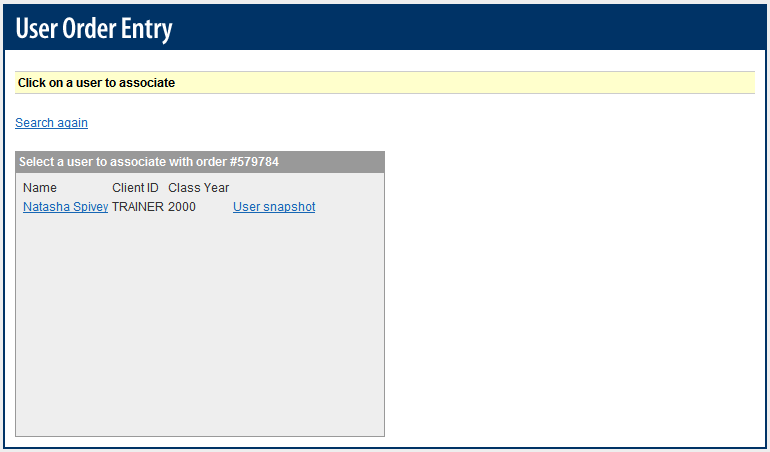 User Order Entry
Click on a user to associate
Search again
Select a user to associate with order #579784
Name Client ID Class Year
Natasha Spivey TRAINER 2000 User snapshot